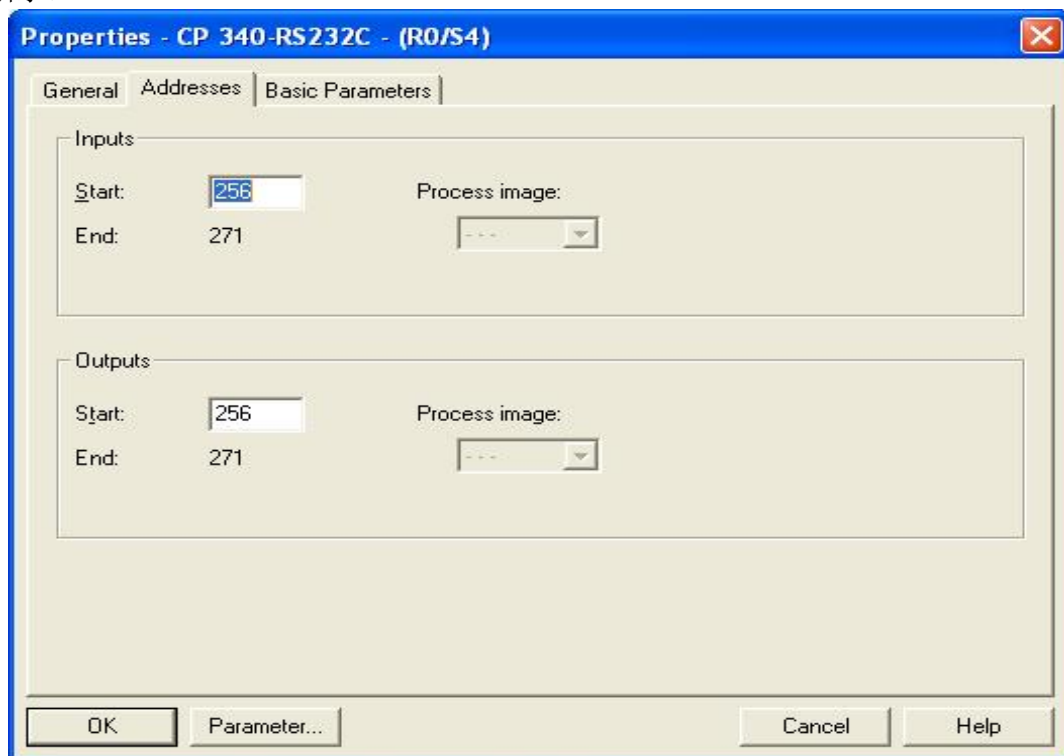 Properties - CP 340-RS232C - (R0/S4)
General Addresses Basic Parameters
Inputs
Start: 256 Process image:
End: 271 - - -
Outputs
Start: 256 Process image:
End: 271 - - -
OK Parameter... Cancel Help